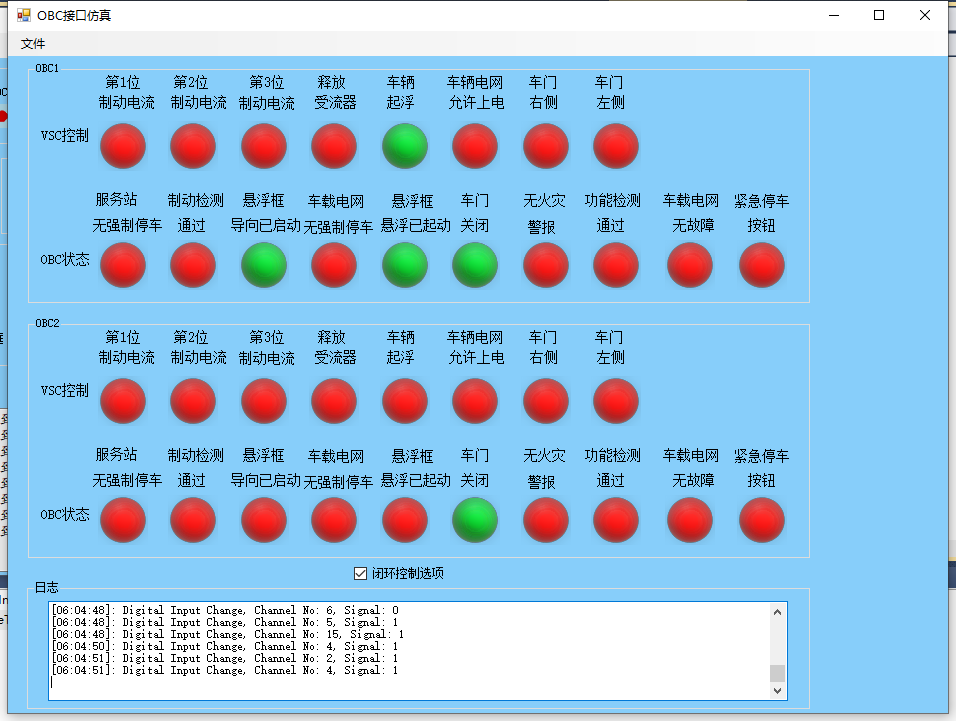 OBC接口仿真
文件
OBC1
第1位 第2位 第3位 释放 车辆 车辆电网 车门 车门
制动电流 制动电流 制动电流 受流器 起浮 允许上电 右侧 左侧
VSC控制
服务站 制动检测 悬浮框 车载电网 悬浮框 车门 无火灾 功能检测 车载电网 紧急停车
无强制停车 通过 导向已启动 无强制停车 悬浮已起动 关闭 警报 通过 无故障 按钮
OBC状态
OBC2
第1位 第2位 第3位 释放 车辆 车辆电网 车门 车门
制动电流 制动电流 制动电流 受流器 起浮 允许上电 右侧 左侧
VSC控制
服务站 制动检测 悬浮框 车载电网 悬浮框 车门 无火灾 功能检测 车载电网 紧急停车
无强制停车 通过 导向已启动 无强制停车 悬浮已起动 关闭 警报 通过 无故障 按钮
OBC状态
闭环控制选项
日志
[06:04:48]: Digital Input Change, Channel No: 6, Signal: 0
[06:04:48]: Digital Input Change, Channel No: 5, Signal: 1
[06:04:48]: Digital Input Change, Channel No: 15, Signal: 1
[06:04:50]: Digital Input Change, Channel No: 4, Signal: 1
[06:04:51]: Digital Input Change, Channel No: 2, Signal: 1
[06:04:51]: Digital Input Change, Channel No: 4, Signal: 1